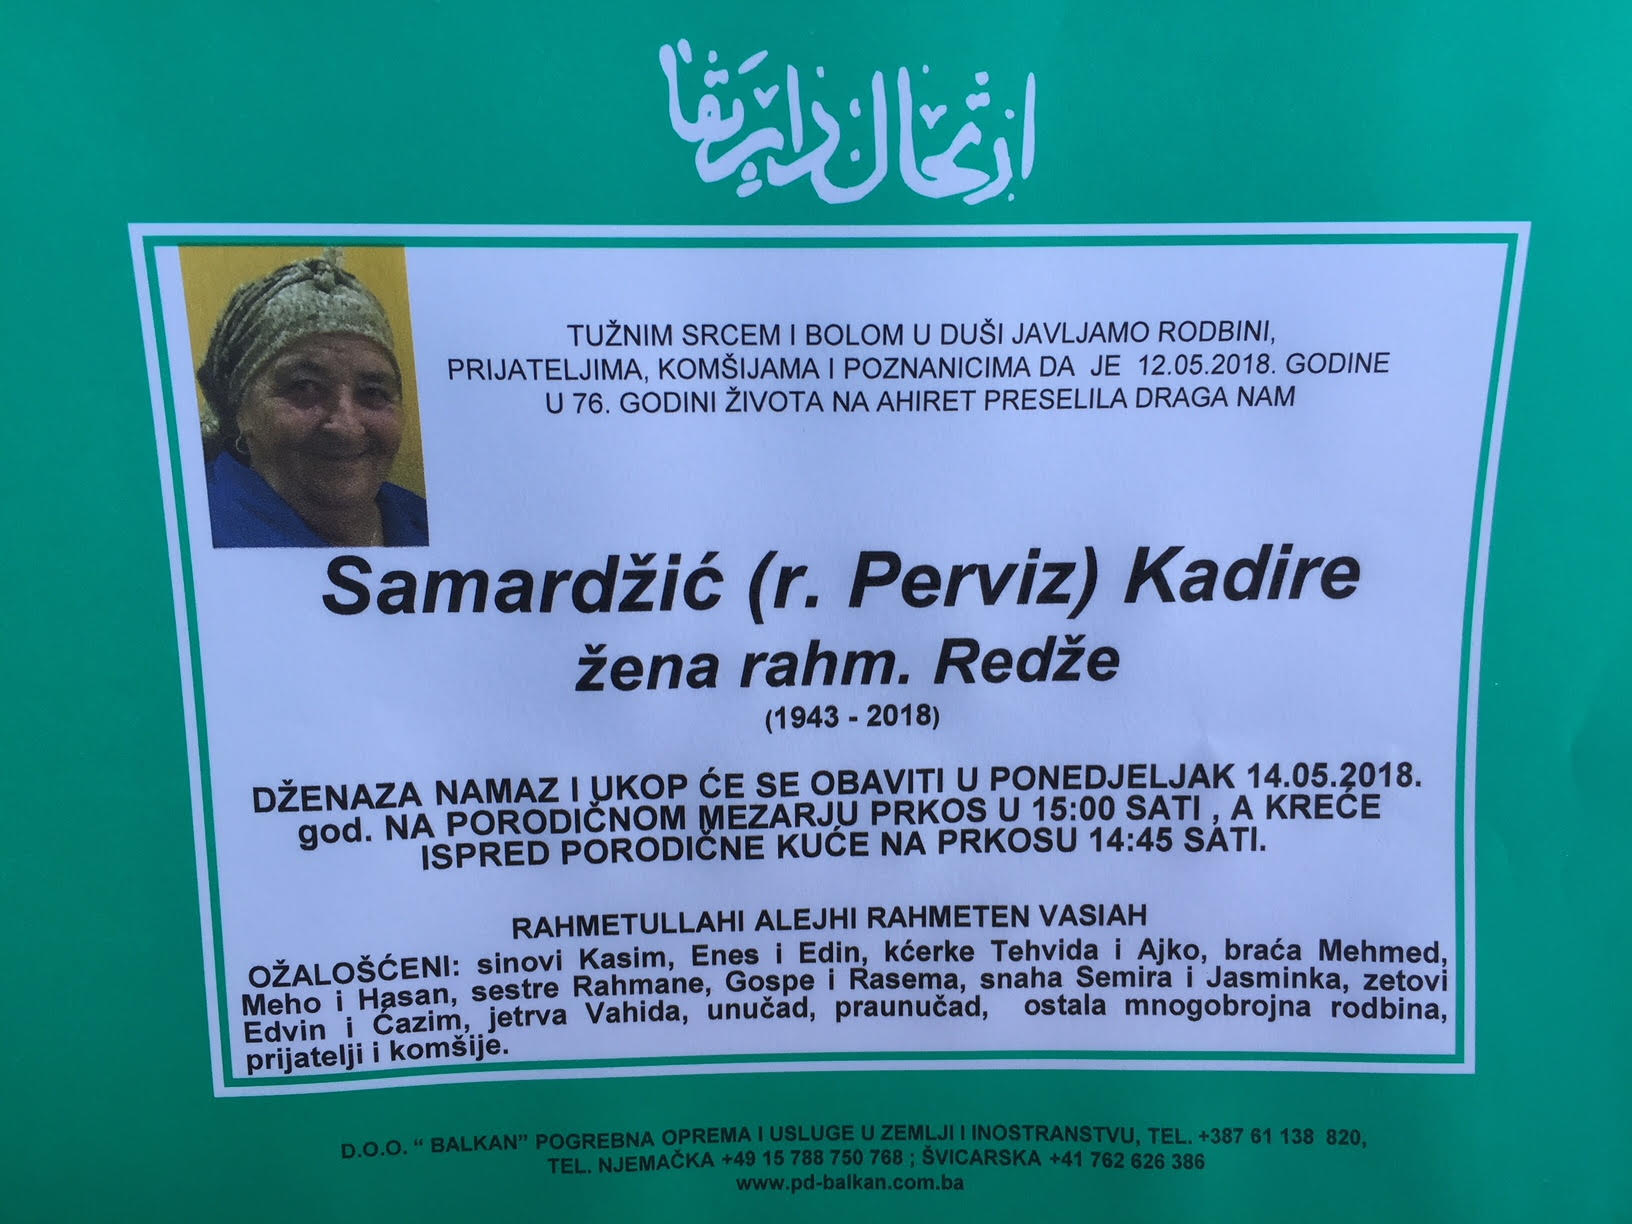 ارتحال دار بقا
TUŽNIM SRCEM I BOLOM U DUŠI JAVLJAMO RODBINI,
PRIJATELJIMA, KOMŠIJAMA I POZNANICIMA DA JE 12.05.2018. GODINE
U 76. GODINI ŽIVOTA NA AHIRET PRESELILA DRAGA NAM
Samardžić (r. Perviz) Kadire
žena rahm. Redže
(1943 - 2018)
DŽENAZA NAMAZ I UKOP ĆE SE OBAVITI U PONEDJELJAK 14.05.2018.
god. NA PORODIČNOM MEZARJU PRKOS U 15:00 SATI , A KREĆE
ISPRED PORODIČNE KUĆE NA PRKOSU 14:45 SATI.
RAHMETULLAHI ALEJHI RAHMETEN VASIAH
OŽALOŠĆENI: sinovi Kasim, Enes i Edin, kćerke Tehvida i Ajko, braća Mehmed,
Meho i Hasan, sestre Rahmane, Gospe i Rasema, snaha Semira i Jasminka, zetovi
Edvin i Ćazim, jetrva Vahida, unučad, praunučad, ostala mnogobrojna rodbina,
prijatelji i komšije.
D.O.O. “ BALKAN” POGREBNA OPREMA I USLUGE U ZEMLJI I INOSTRANSTVU, TEL. +387 61 138 820,
TEL. NJEMAČKA +49 15 788 750 768 ; ŠVICARSKA +41 762 626 386
www.pd-balkan.com.ba